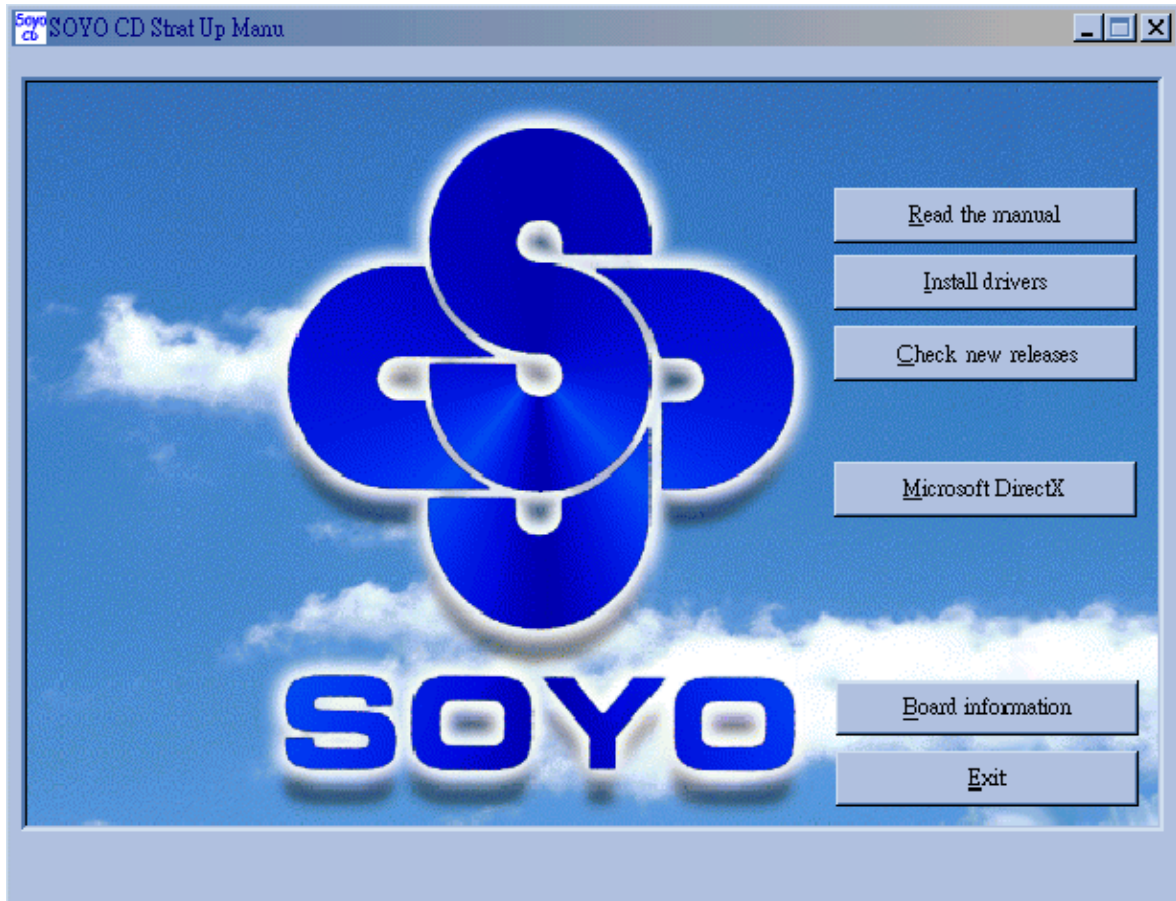 Soyo
CD
SOYO CD Strat Up Manu
Read the manual
Install drivers
Check new releases
Microsoft DirectX
SOYO
Board information
Exit